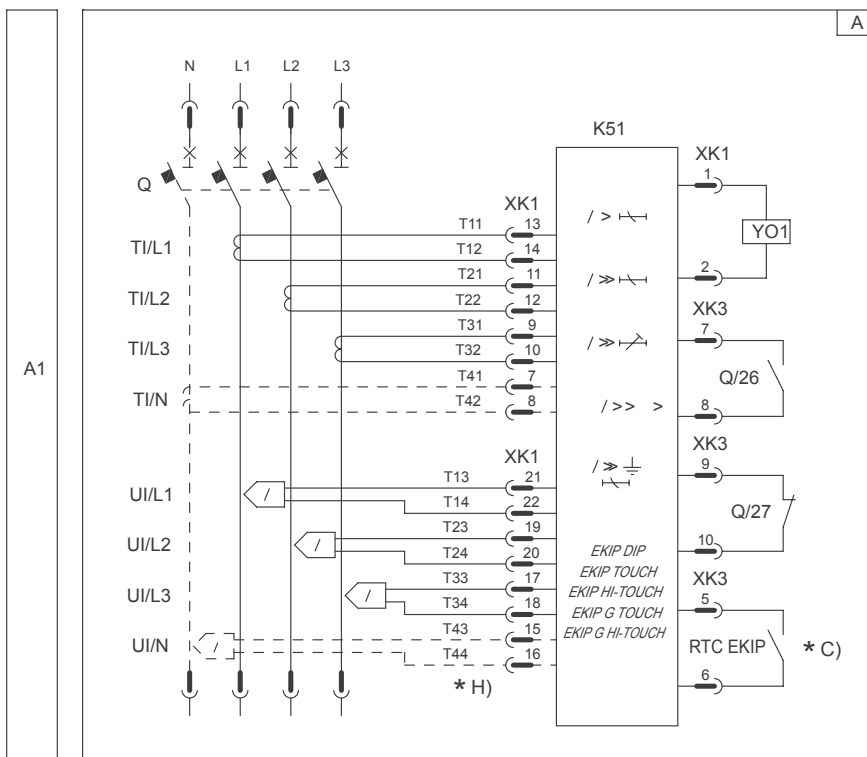 A
A1
N L1 L2 L3
Q
K51
XK1
TI/L1
T11 13
T12 14
TI/L2
T21 11
T22 12
TI/L3
T31 9
T32 10
TI/N
T41 7
T42 8
XK1
UI/L1
T13 21
T14 22
UI/L2
T23 19
T24 20
UI/L3
T33 17
T34 18
UI/N
T43 15
T44 16
* H)
/ >
/ >>
/ >>
/ >> >
/ >>
EKIP DIP
EKIP TOUCH
EKIP HI-TOUCH
EKIP G TOUCH
EKIP G HI-TOUCH
XK1
1
YO1
2
XK3
7
Q/26
8
XK3
9
Q/27
10
XK3
5
RTC EKIP * C)
6